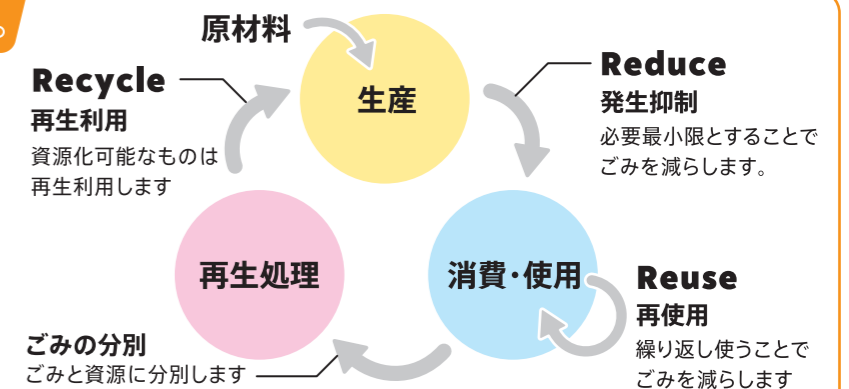 原材料
生産
Recycle
再生利用
資源化可能なものは
再生利用します
Reduce
発生抑制
必要最小限とすることで
ごみを減らします。
再生処理
消費・使用
Reuse
再使用
繰り返し使うことで
ごみを減らします
ごみの分別
ごみと資源に分別します